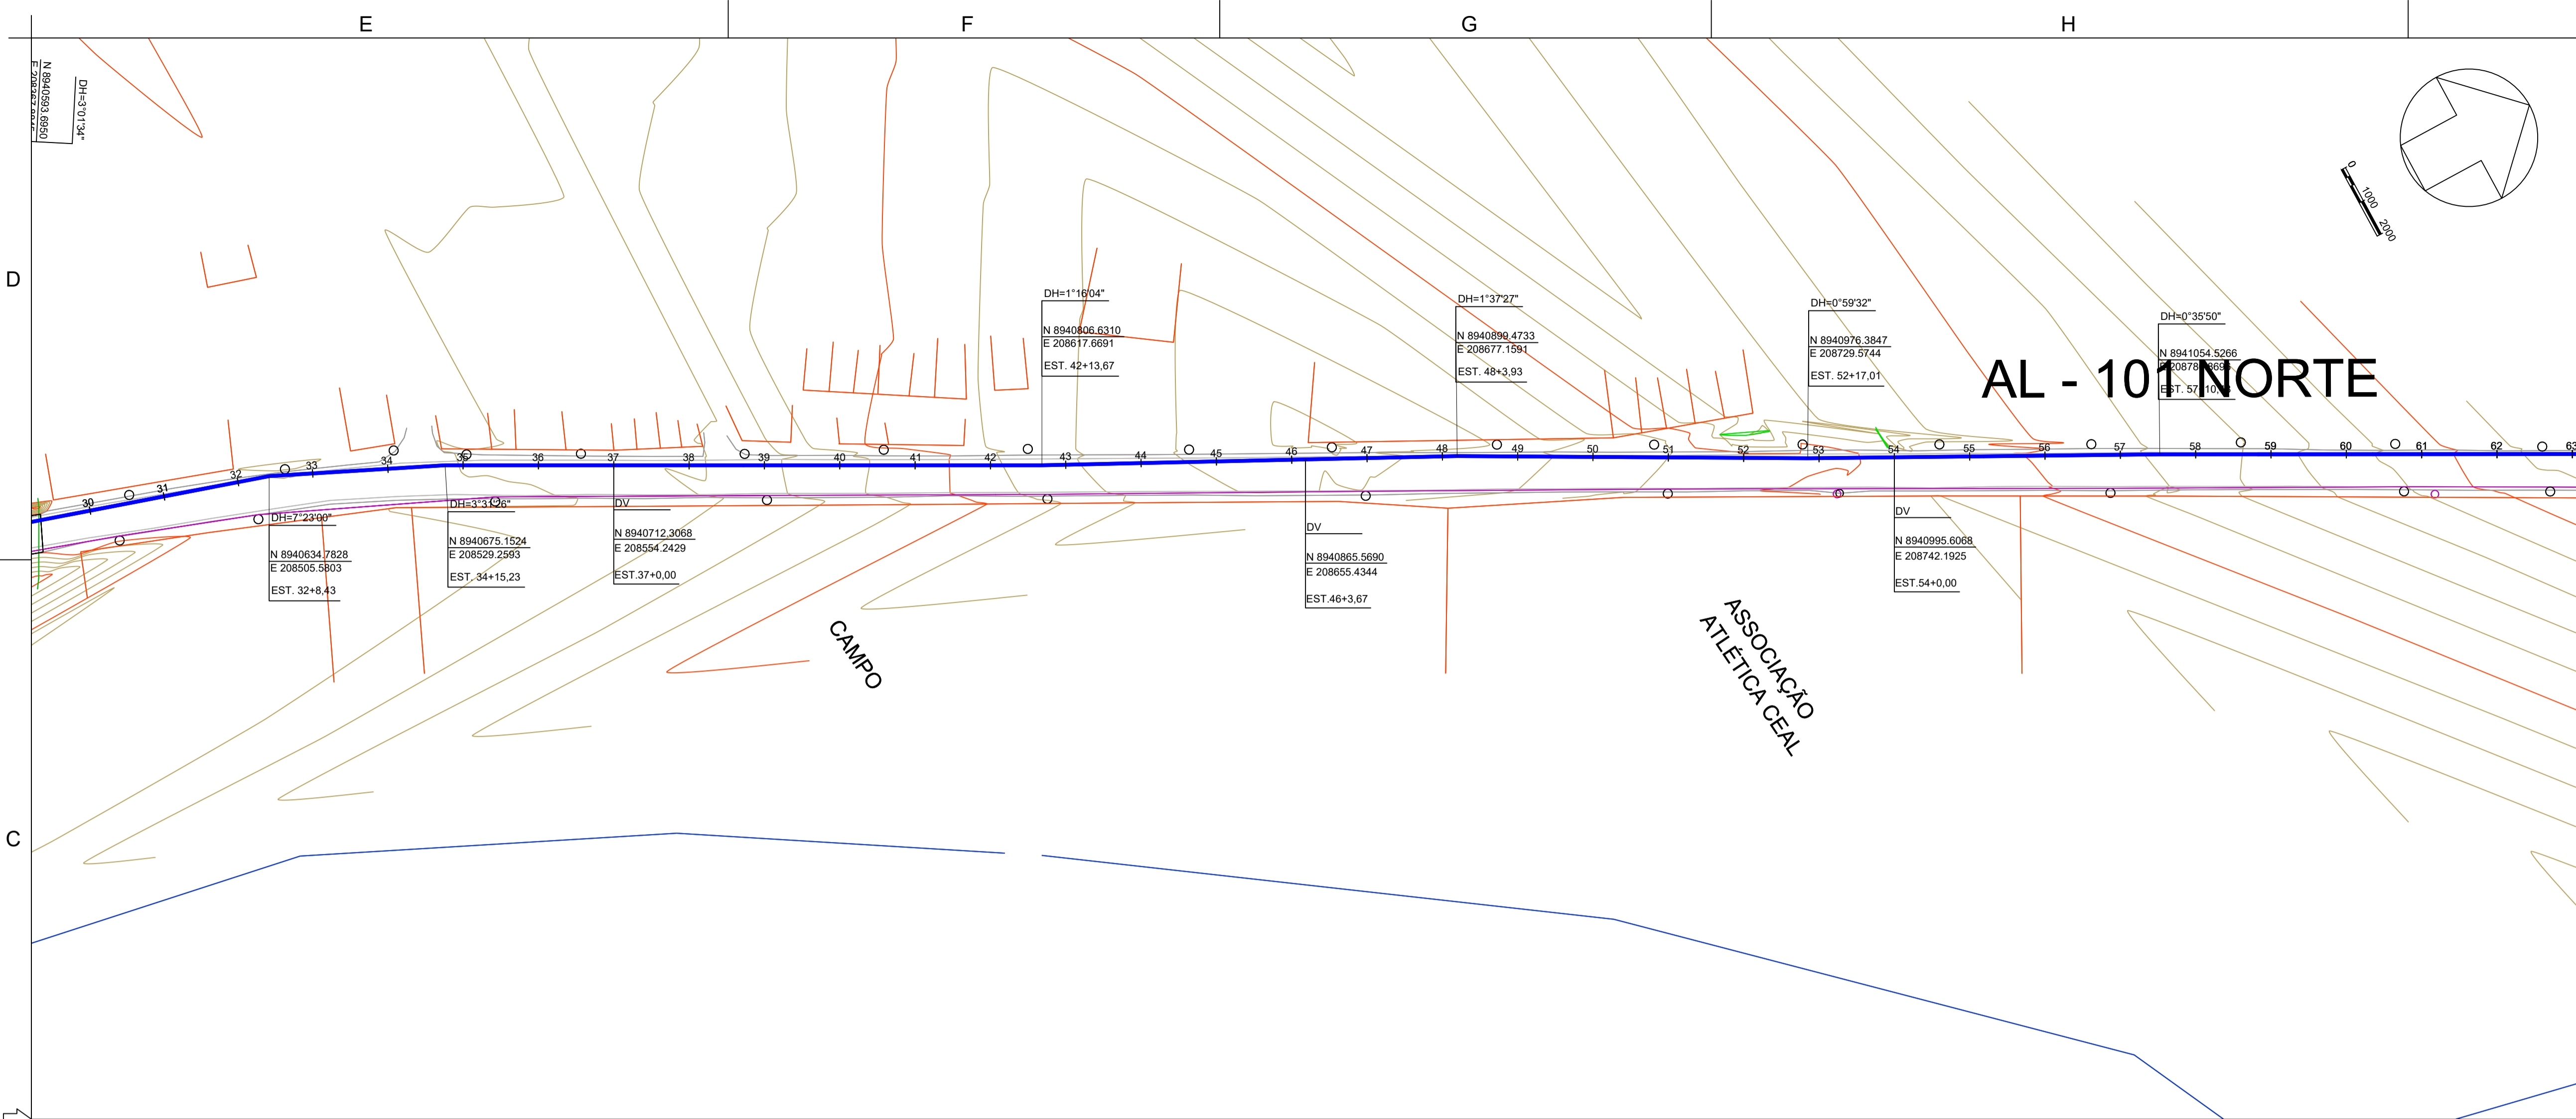 E
F
G
H
D
C
N 8940593.6950
DH=3°01'34"
0
1000
2000
DH=1°16'04"
N 8940806.6310
E 208617.6691
EST. 42+13,67
DH=1°37'27"
N 8940899.4733
E 208677.1591
EST. 48+3,93
DH=0°59'32"
N 8940976.3847
E 208729.5744
EST. 52+17,01
DH=0°35'50"
N 8941054.5266
AL - 101 NORTE
30
31
32
33
34
35
36
37
38
39
40
41
42
43
44
45
46
47
48
49
50
51
52
53
54
55
56
57
58
59
60
61
62
63
DH=7°23'00"
N 8940634.7828
E 208505.5803
EST. 32+8,43
DH=3°31'26"
N 8940675.1524
E 208529.2593
EST. 34+15,23
DV
N 8940712.3068
E 208554.2429
EST.37+0,00
DV
N 8940865.5690
E 208655.4344
EST.46+3,67
DV
N 8940995.6068
E 208742.1925
EST.54+0,00
CAMPO
ASSOCIAÇÃO
ATLÉTICA CEAL